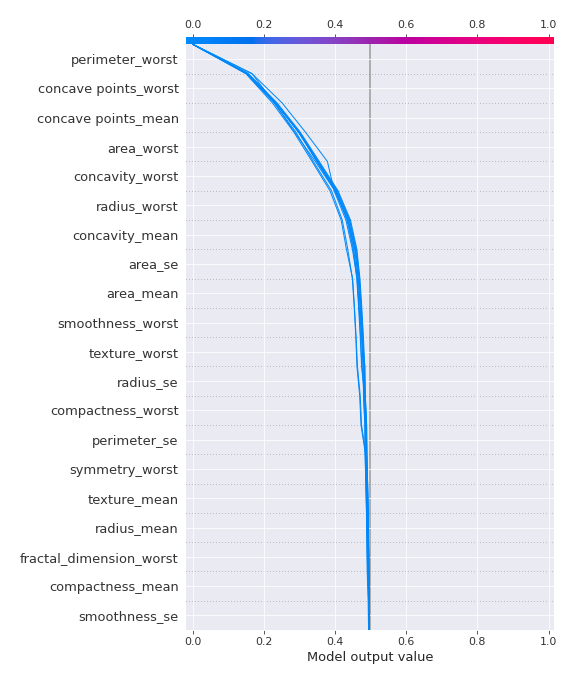 0.0 0.2 0.4 0.6 0.8 1.0
perimeter_worst
concave points_worst
concave points_mean
area_worst
concavity_worst
radius_worst
concavity_mean
area_se
area_mean
smoothness_worst
texture_worst
radius_se
compactness_worst
perimeter_se
symmetry_worst
texture_mean
radius_mean
fractal_dimension_worst
compactness_mean
smoothness_se
0.0 0.2 0.4 0.6 0.8 1.0
Model output value